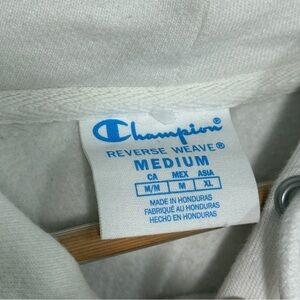 Champion®
REVERSE WEAVE®
MEDIUM
CA MEX ASIA
M/M M XL
MADE IN HONDURAS
FABRIQUÉ AU HONDURAS
HECHO EN HONDURAS